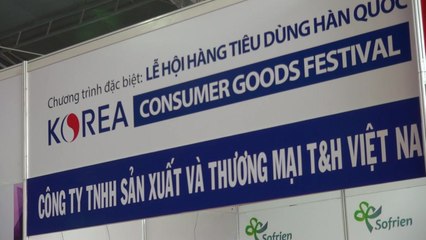 Chương trình đặc biệt: LỄ HỘI HÀNG TIÊU DÙNG HÀN QUỐC
KOREA CONSUMER GOODS FESTIVAL
CÔNG TY TNHH SẢN XUẤT VÀ THƯƠNG MẠI T&H VIỆT NA
Sofrien
Sofrien